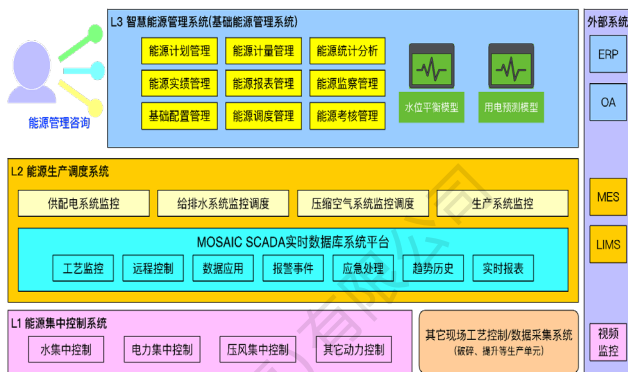 L3 智慧能源管理系统(基础能源管理系统)
能源计划管理
能源计量管理
能源统计分析
能源实绩管理
能源报表管理
能源监察管理
基础配置管理
能源调度管理
能源考核管理
水位平衡模型
用电预测模型
能源管理咨询
外部系统
ERP
OA
L2 能源生产调度系统
供配电系统监控
给排水系统监控调度
压缩空气系统监控调度
生产系统监控
MOSAIC SCADA实时数据库系统平台
工艺监控
远程控制
数据应用
报警事件
应急处理
趋势历史
实时报表
MES
LIMS
L1 能源集中控制系统
水集中控制
电力集中控制
压风集中控制
其它动力控制
其它现场工艺控制/数据采集系统
(破碎、提升等生产单元)
视频
监控
有限公司